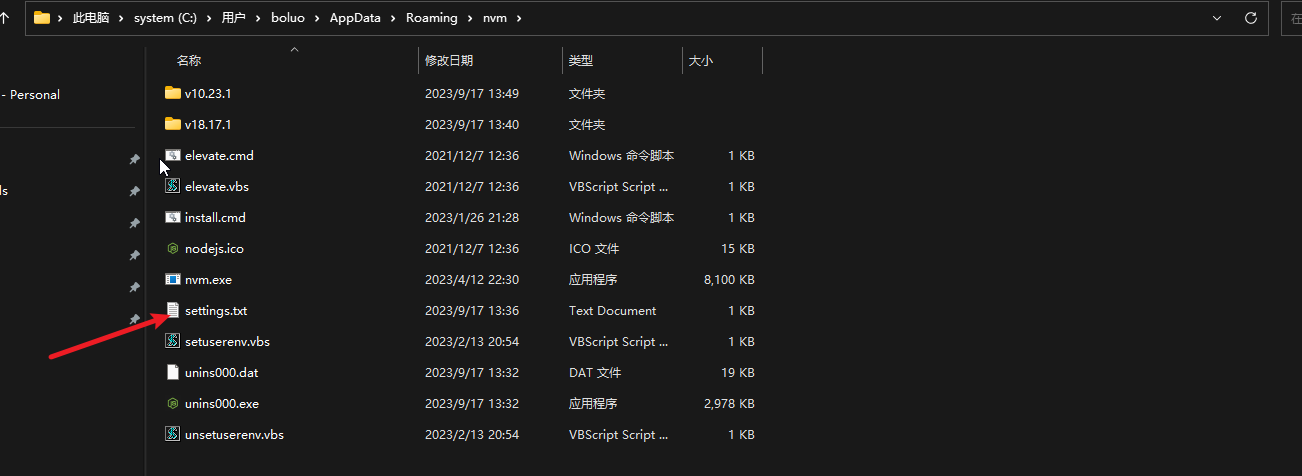 此电脑 > system (C:) > 用户 > boluo > AppData > Roaming > nvm > 在
名称 修改日期 类型 大小
v10.23.1 2023/9/17 13:49 文件夹
- Personal
v18.17.1 2023/9/17 13:40 文件夹
elevate.cmd 2021/12/7 12:36 Windows 命令脚本 1 KB
ls elevate.vbs 2021/12/7 12:36 VBScript Script ... 1 KB
install.cmd 2023/1/26 21:28 Windows 命令脚本 1 KB
nodejs.ico 2021/12/7 12:36 ICO 文件 15 KB
nvm.exe 2023/4/12 22:30 应用程序 8,100 KB
settings.txt 2023/9/17 13:36 Text Document 1 KB
setuserenv.vbs 2023/2/13 20:54 VBScript Script ... 1 KB
unins000.dat 2023/9/17 13:32 DAT 文件 19 KB
unins000.exe 2023/9/17 13:32 应用程序 2,978 KB
unsetuserenv.vbs 2023/2/13 20:54 VBScript Script ... 1 KB